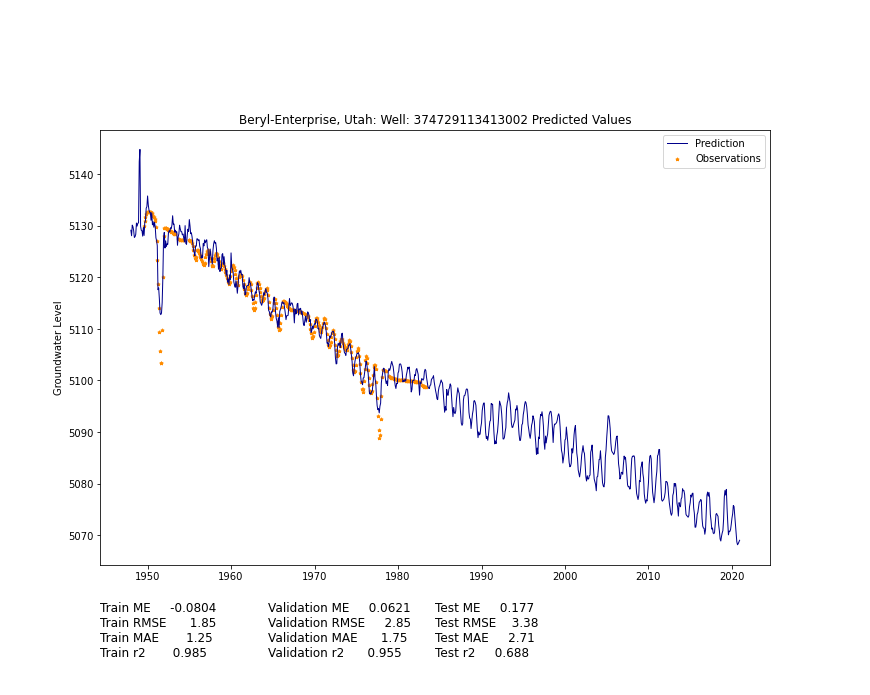 Beryl-Enterprise, Utah: Well: 374729113413002 Predicted Values
Prediction
Observations
Groundwater Level
5140
5130
5120
5110
5100
5090
5080
5070
1950 1960 1970 1980 1990 2000 2010 2020
Train ME -0.0804 Validation ME 0.0621 Test ME 0.177
Train RMSE 1.85 Validation RMSE 2.85 Test RMSE 3.38
Train MAE 1.25 Validation MAE 1.75 Test MAE 2.71
Train r2 0.985 Validation r2 0.955 Test r2 0.688